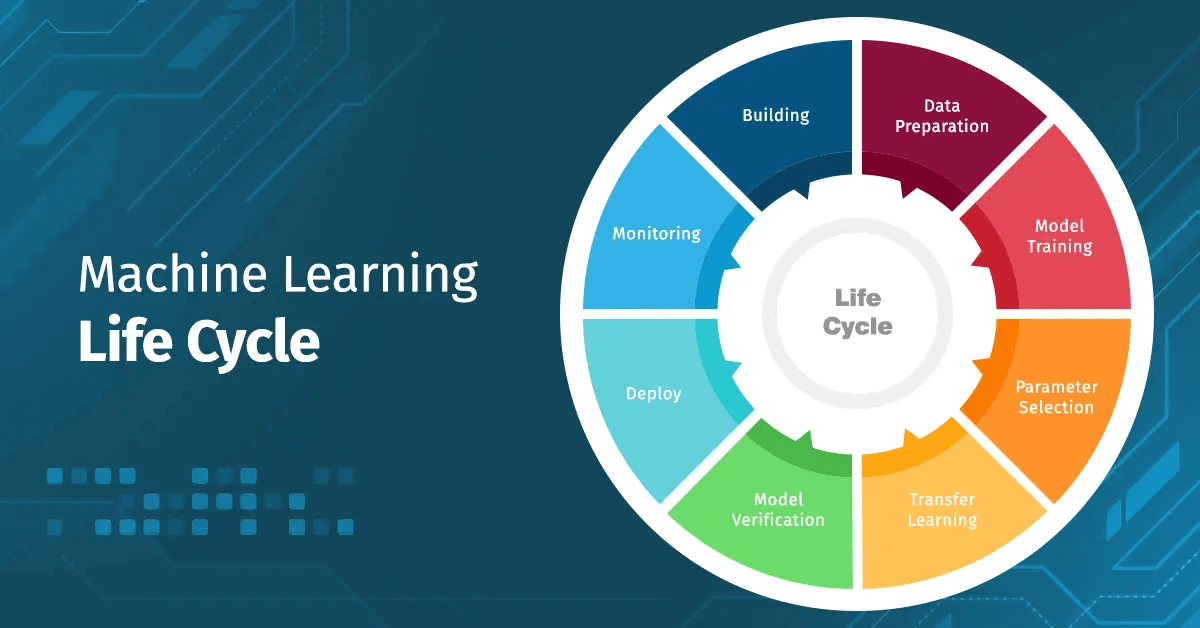 Machine Learning
Life Cycle
Building
Data
Preparation
Model
Training
Parameter
Selection
Transfer
Learning
Model
Verification
Deploy
Monitoring
Life
Cycle